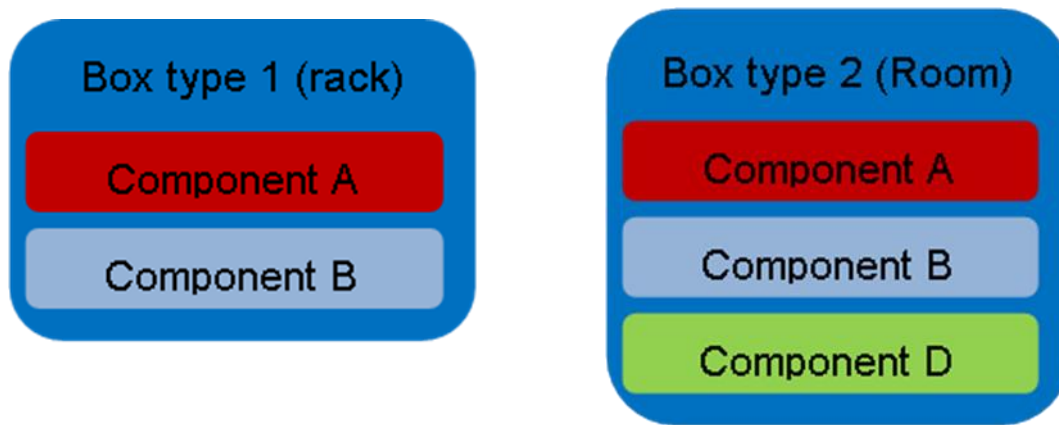 Box type 1 (rack)
Component A
Component B
Box type 2 (Room)
Component A
Component B
Component D